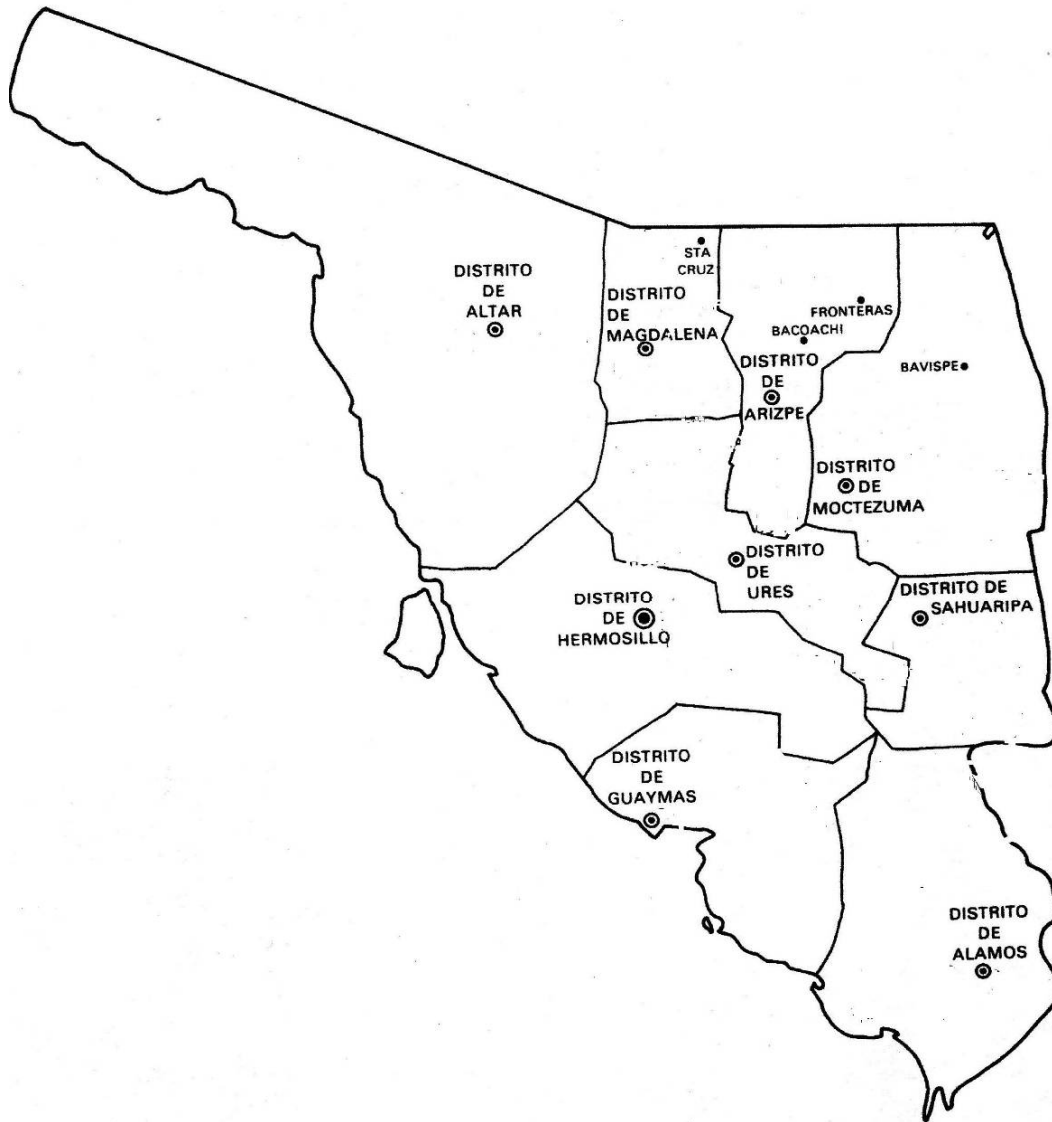 STA
CRUZ
DISTRITO
DE
ALTAR
DISTRITO
DE
MAGDALENA
FRONTERAS
BACOACHI
DISTRITO
DE
ARIZPE
BAVISPE
DISTRITO
DE
MOCTEZUMA
DISTRITO
DE
URES
DISTRITO DE
SAHUARIPA
DISTRITO
DE
HERMOSILLO
DISTRITO
DE
GUAYMAS
DISTRITO
DE
ALAMOS